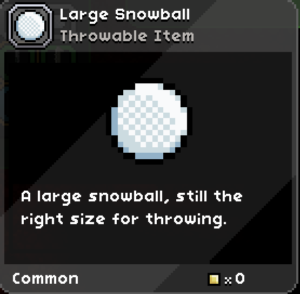 Large Snowball
Throwable Item
A large snowball, still the
right size for throwing.
Common
x0